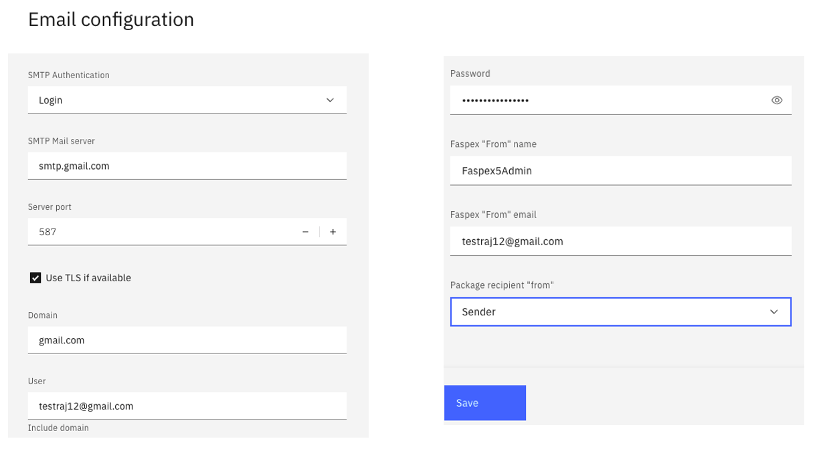 Email configuration
SMTP Authentication
Login
SMTP Mail server
smtp.gmail.com
Server port
587
Use TLS if available
Domain
gmail.com
User
testraj12@gmail.com
Include domain
Password
••••••••••••••••
Faspex "From" name
Faspex5Admin
Faspex "From" email
testraj12@gmail.com
Package recipient "from"
Sender
Save